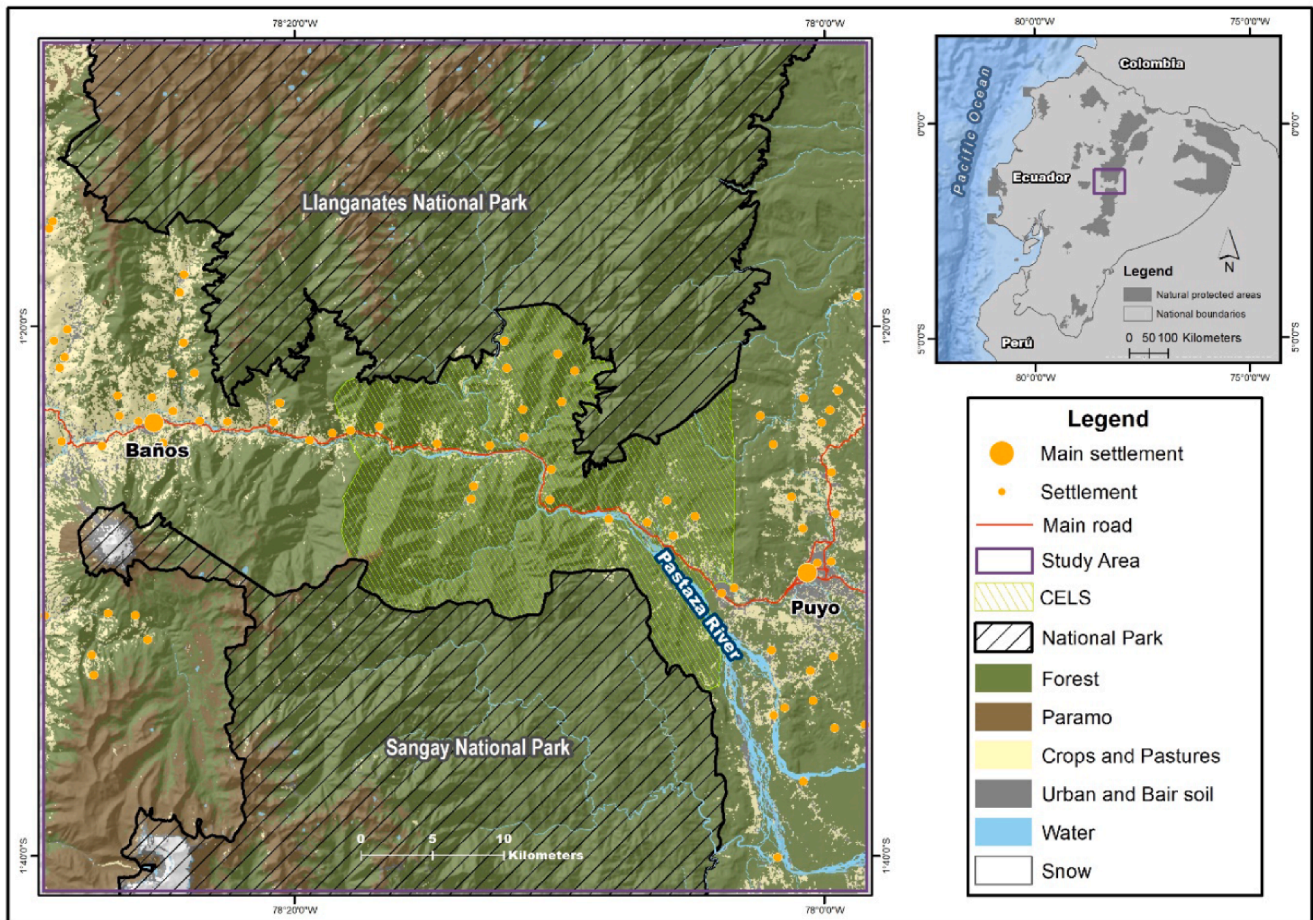 78°20'0"W
78°0'0"W
80°0'0"W
75°0'0"W
Llanganates National Park
1°20'0"S
1°20'0"S
Baños
Pastaza River
Puyo
Sangay National Park
0 5 10
Kilometers
1°40'0"S
1°40'0"S
78°20'0"W
78°0'0"W
Colombia
Pacific Ocean
0°0'0"
0°0'0"
Ecuador
N
Legend
Natural protected areas
National boundaries
0 50 100 Kilometers
Perú
5°0'0"S
5°0'0"S
80°0'0"W
75°0'0"W
Legend
Main settlement
Settlement
Main road
Study Area
CELS
National Park
Forest
Paramo
Crops and Pastures
Urban and Bair soil
Water
Snow